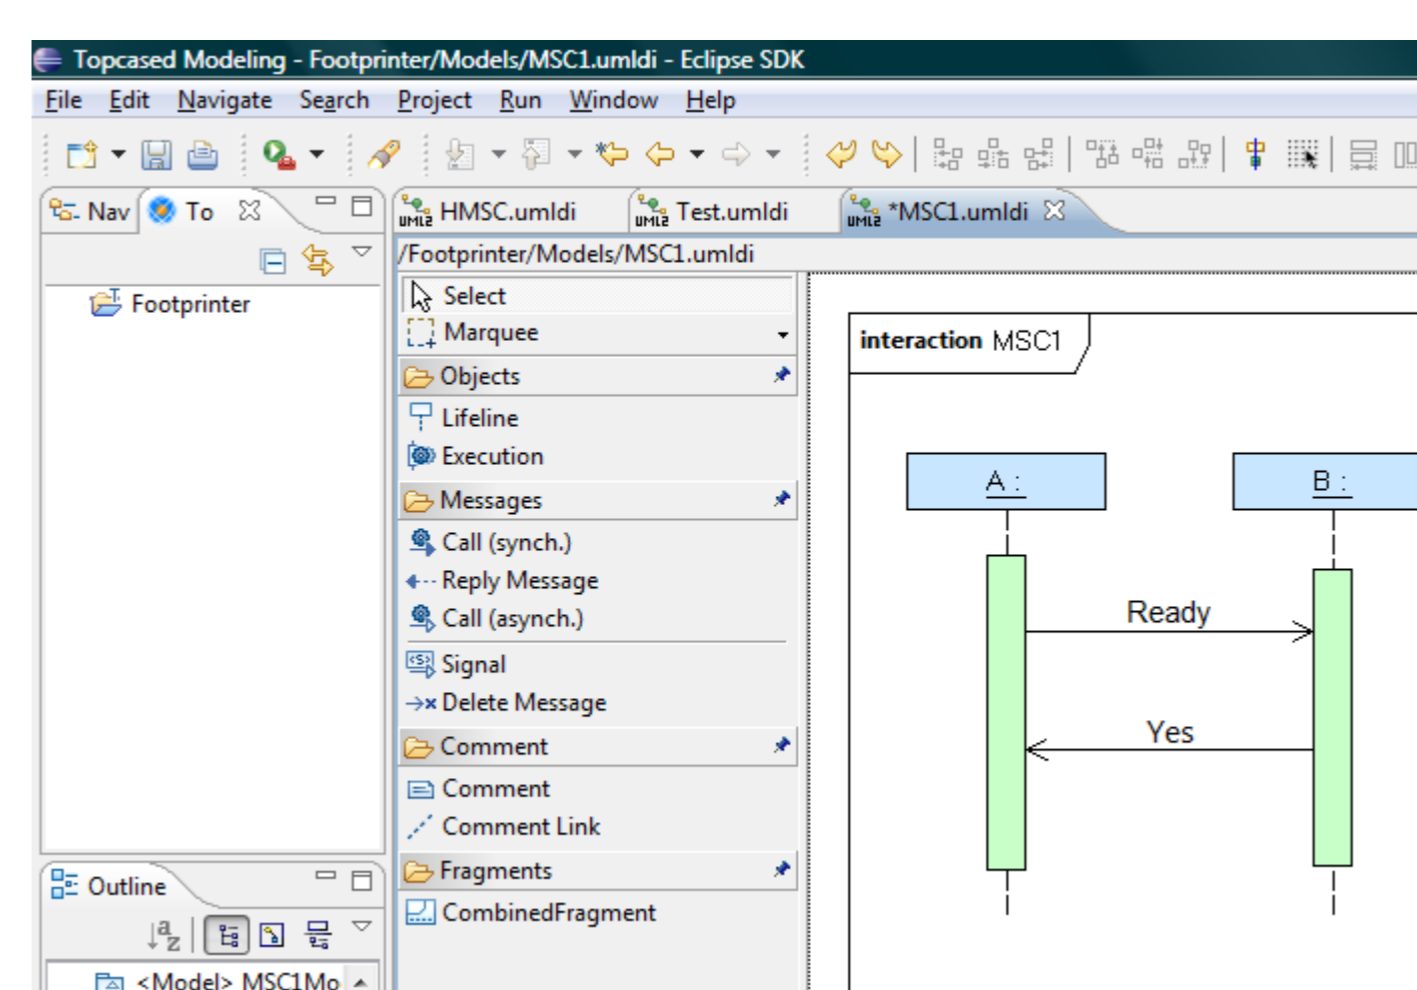 Topcased Modeling - Footprinter/Models/MSC1.umldi - Eclipse SDK
File Edit Navigate Search Project Run Window Help
Nav To HMSC.umldi Test.umldi *MSC1.umldi
/Footprinter/Models/MSC1.umldi
Footprinter
Select
Marquee
Objects
Lifeline
Execution
Messages
Call (synch.)
Reply Message
Call (asynch.)
Signal
Delete Message
Comment
Comment
Comment Link
Fragments
CombinedFragment
interaction MSC1
A :
B :
Ready
Yes
Outline
<Model> MSC1Mo